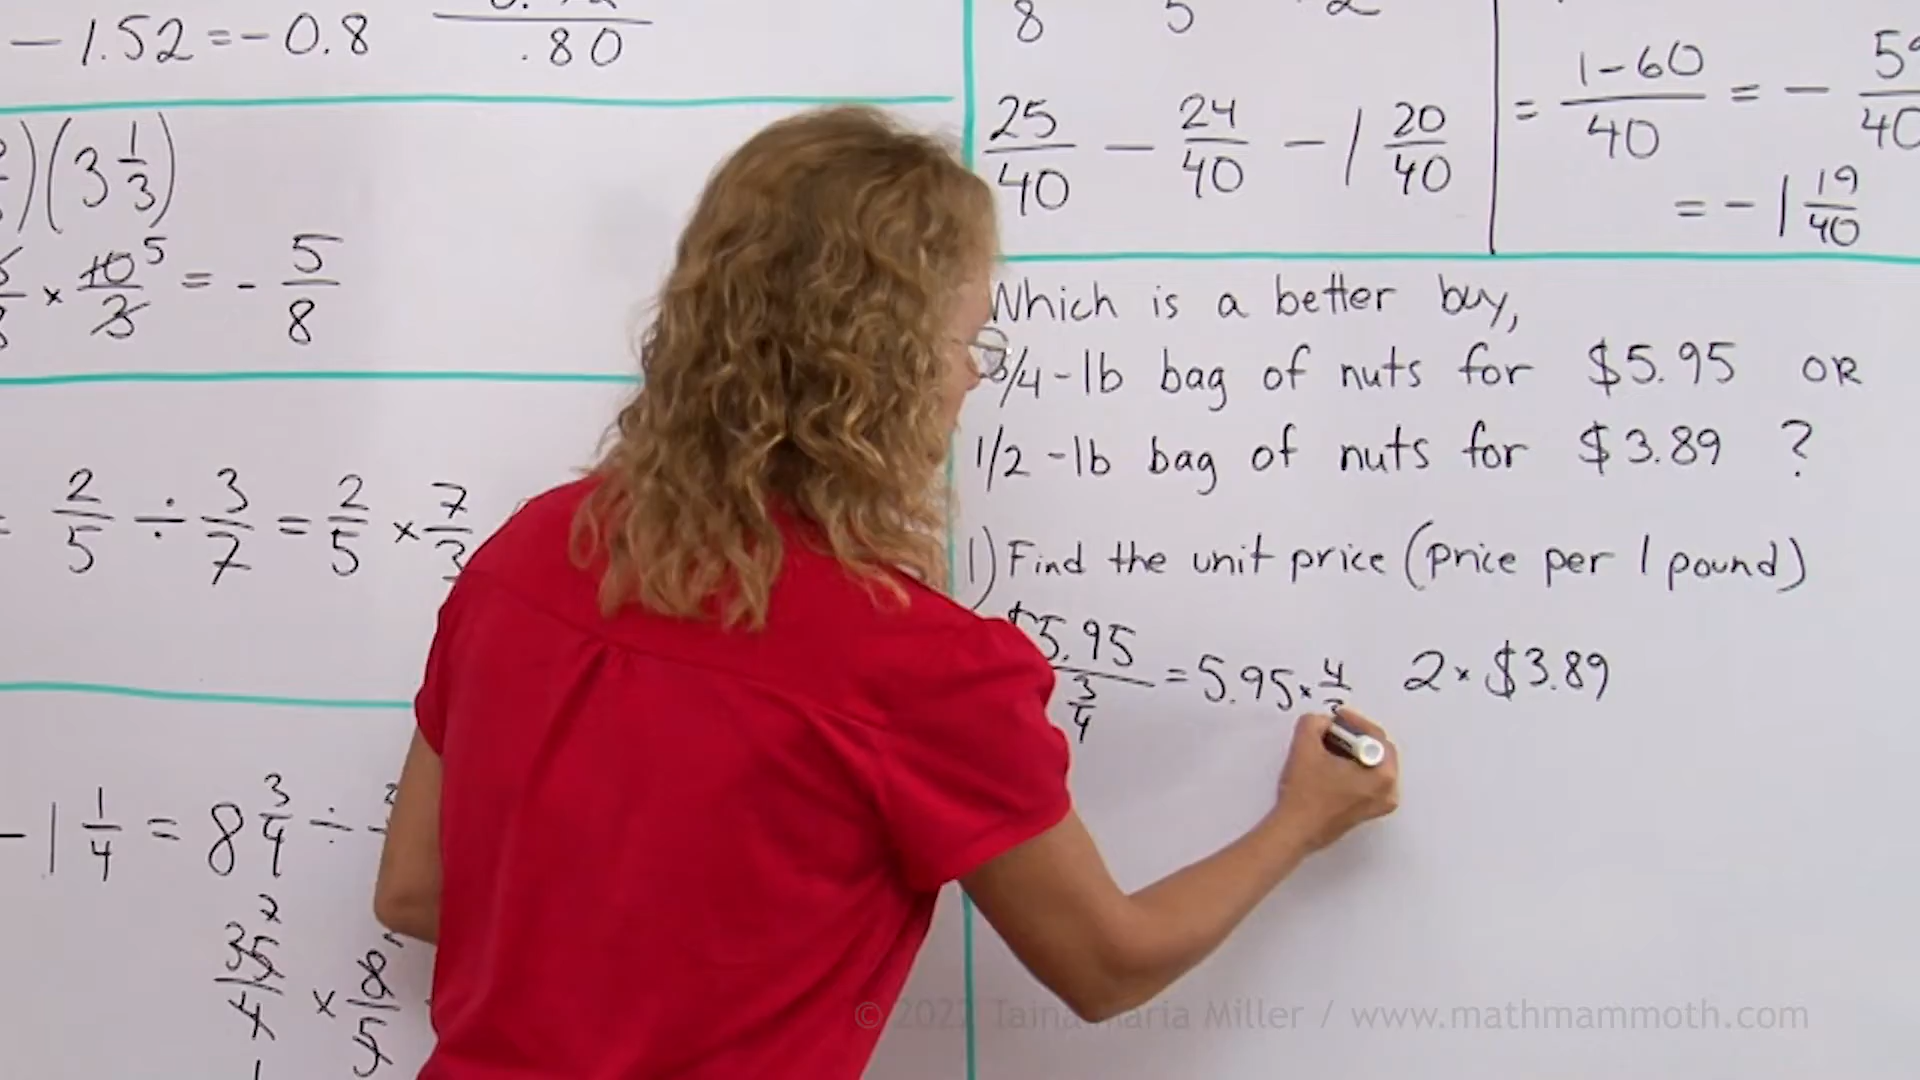 - 1.52 = - 0.8
.80
(3 1/3)
× 10/3 5 = - 5/8
2/5 ÷ 3/7 = 2/5 × 7/3
- 1 1/4 = 8 3/4 ÷
35/4 ×
8 5
25/40 - 24/40 - 1 20/40
= 1-60/40 = -
= - 1 19/40
Which is a better buy,
3/4-lb bag of nuts for $5.95 OR
1/2-lb bag of nuts for $3.89 ?
1) Find the unit price (price per 1 pound)
$5.95 / 3/4 = 5.95 × 4/3 2 × $3.89
© 2022 Taina Maria Miller / www.mathmammoth.com